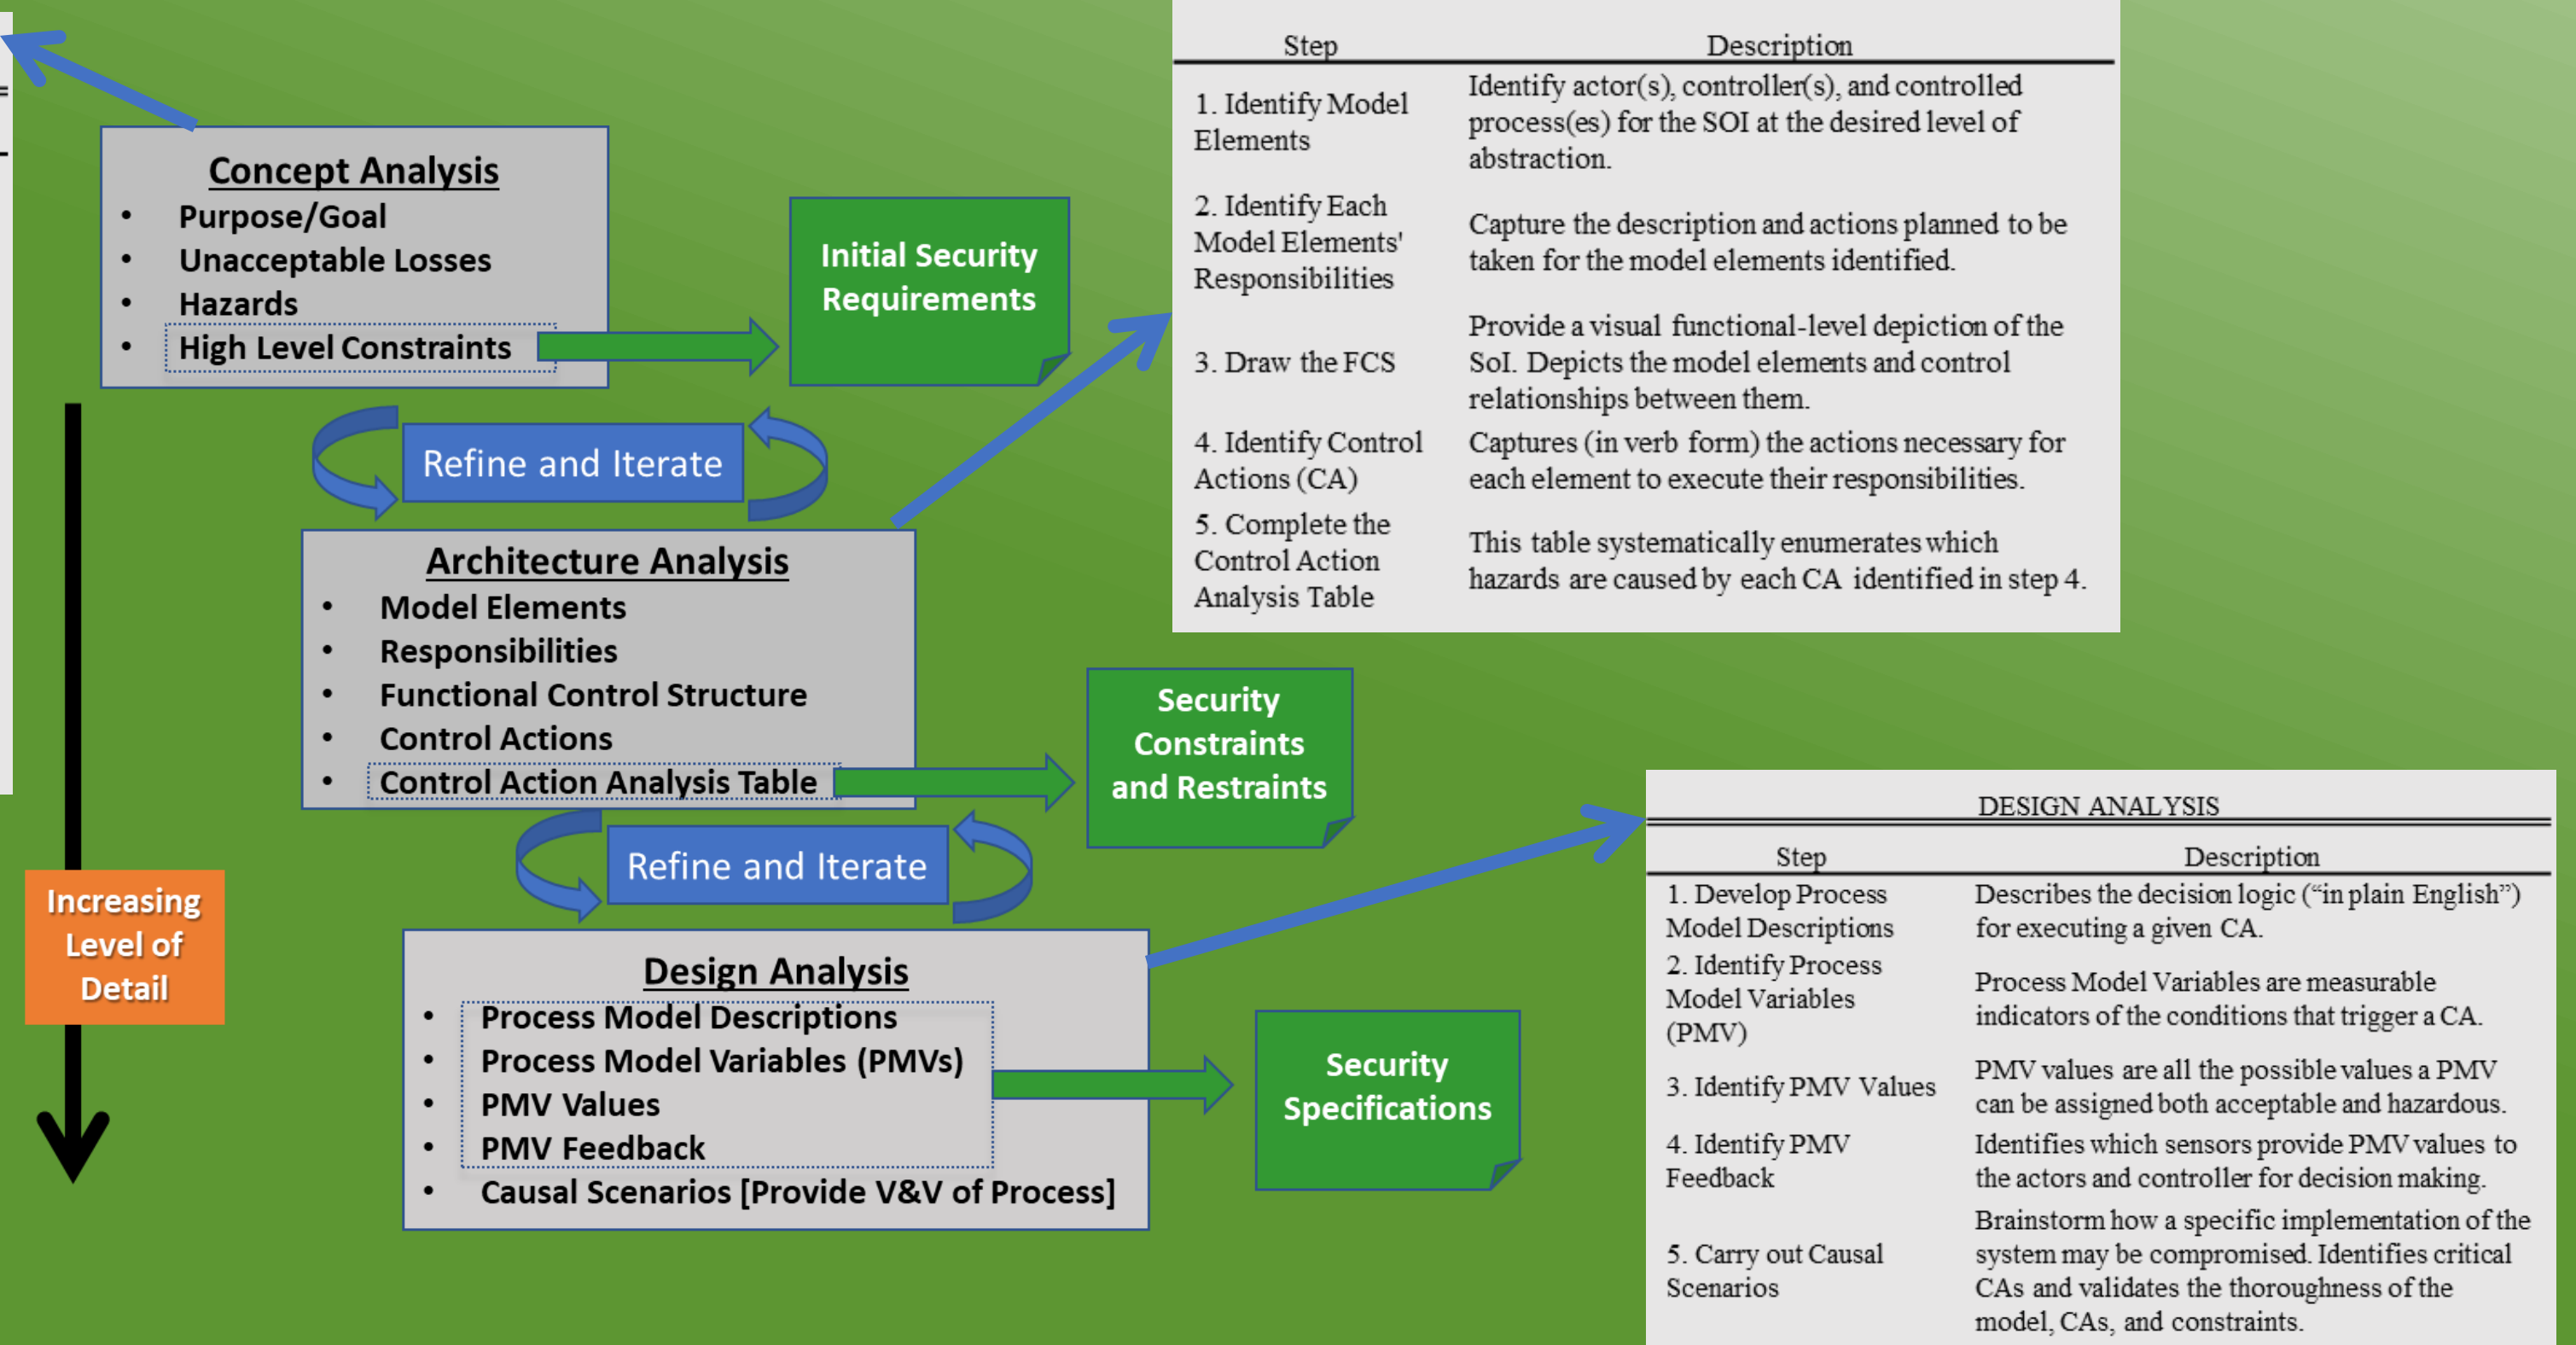 Concept Analysis
• Purpose/Goal
• Unacceptable Losses
• Hazards
• High Level Constraints
Initial Security
Requirements
Refine and Iterate
Architecture Analysis
• Model Elements
• Responsibilities
• Functional Control Structure
• Control Actions
• Control Action Analysis Table
Security
Constraints
and Restraints
Refine and Iterate
Increasing
Level of
Detail
Design Analysis
• Process Model Descriptions
• Process Model Variables (PMVs)
• PMV Values
• PMV Feedback
• Causal Scenarios [Provide V&V of Process]
Security
Specifications
Step Description
1. Identify Model
Elements
Identify actor(s), controller(s), and controlled
process(es) for the SOI at the desired level of
abstraction.
2. Identify Each
Model Elements'
Responsibilities
Capture the description and actions planned to be
taken for the model elements identified.
3. Draw the FCS
Provide a visual functional-level depiction of the
SoI. Depicts the model elements and control
relationships between them.
4. Identify Control
Actions (CA)
Captures (in verb form) the actions necessary for
each element to execute their responsibilities.
5. Complete the
Control Action
Analysis Table
This table systematically enumerates which
hazards are caused by each CA identified in step 4.
DESIGN ANALYSIS
Step Description
1. Develop Process
Model Descriptions
Describes the decision logic (“in plain English”)
for executing a given CA.
2. Identify Process
Model Variables
(PMV)
Process Model Variables are measurable
indicators of the conditions that trigger a CA.
3. Identify PMV Values
PMV values are all the possible values a PMV
can be assigned both acceptable and hazardous.
4. Identify PMV
Feedback
Identifies which sensors provide PMV values to
the actors and controller for decision making.
5. Carry out Causal
Scenarios
Brainstorm how a specific implementation of the
system may be compromised. Identifies critical
CAs and validates the thoroughness of the
model, CAs, and constraints.